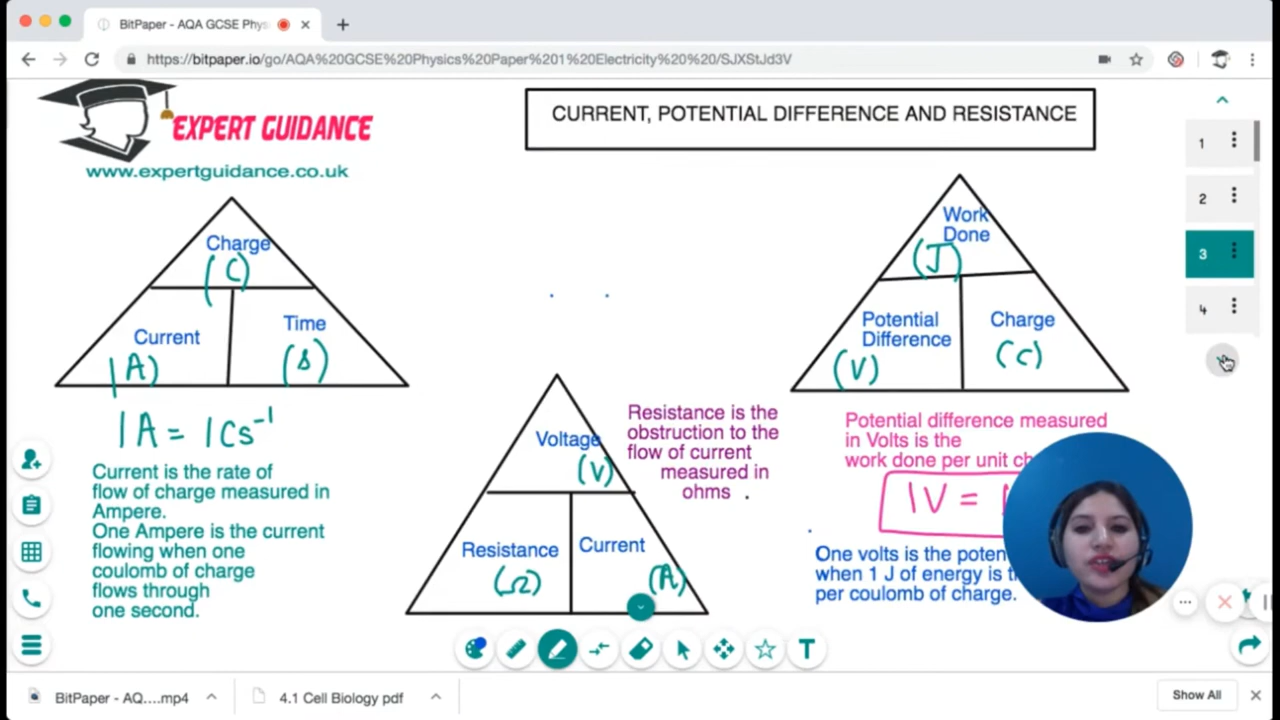 BitPaper - AQA GCSE Phys
https://bitpaper.io/go/AQA%20GCSE%20Physics%20Paper%201%20Electricity%20%20/SJXStJd3V
EXPERT GUIDANCE
www.expertguidance.co.uk
CURRENT, POTENTIAL DIFFERENCE AND RESISTANCE
1
2
3
4
Charge
(C)
Current
(A)
Time
(s)
1A = 1Cs⁻¹
Current is the rate of
flow of charge measured in
Ampere.
One Ampere is the current
flowing when one
coulomb of charge
flows through
one second.
Voltage
(V)
Resistance
(Ω)
Current
(A)
Resistance is the
obstruction to the
flow of current
measured in
ohms .
Work
Done
(J)
Potential
Difference
(V)
Charge
(C)
Potential difference measured
in Volts is the
work done per unit
1V =
One volts is the
when 1 J of energy is
per coulomb of charge.
T
BitPaper - AQ....mp4
4.1 Cell Biology pdf
Show All